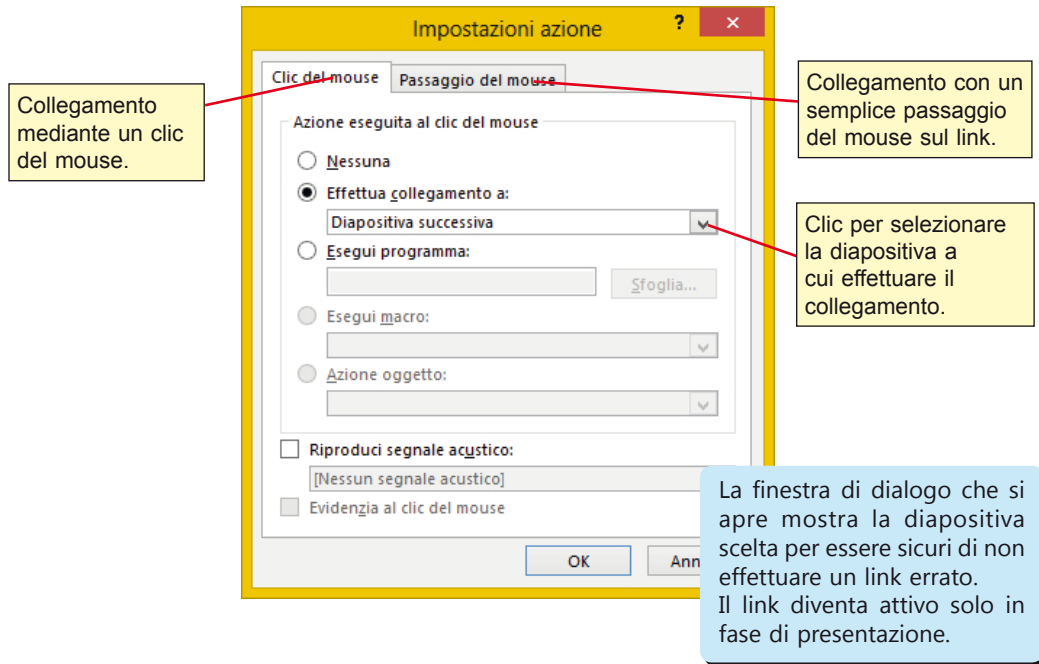 Impostazioni azione
?
Clic del mouse
Passaggio del mouse
Collegamento
mediante un clic
del mouse.
Collegamento con un
semplice passaggio
del mouse sul link.
Azione eseguita al clic del mouse
Nessuna
Effettua collegamento a:
Diapositiva successiva
Clic per selezionare
la diapositiva a
cui effettuare il
collegamento.
Esegui programma:
Sfoglia...
Esegui macro:
Azione oggetto:
Riproduci segnale acustico:
[Nessun segnale acustico]
Evidenzia al clic del mouse
OK
Ann
La finestra di dialogo che si
apre mostra la diapositiva
scelta per essere sicuri di non
effettuare un link errato.
Il link diventa attivo solo in
fase di presentazione.